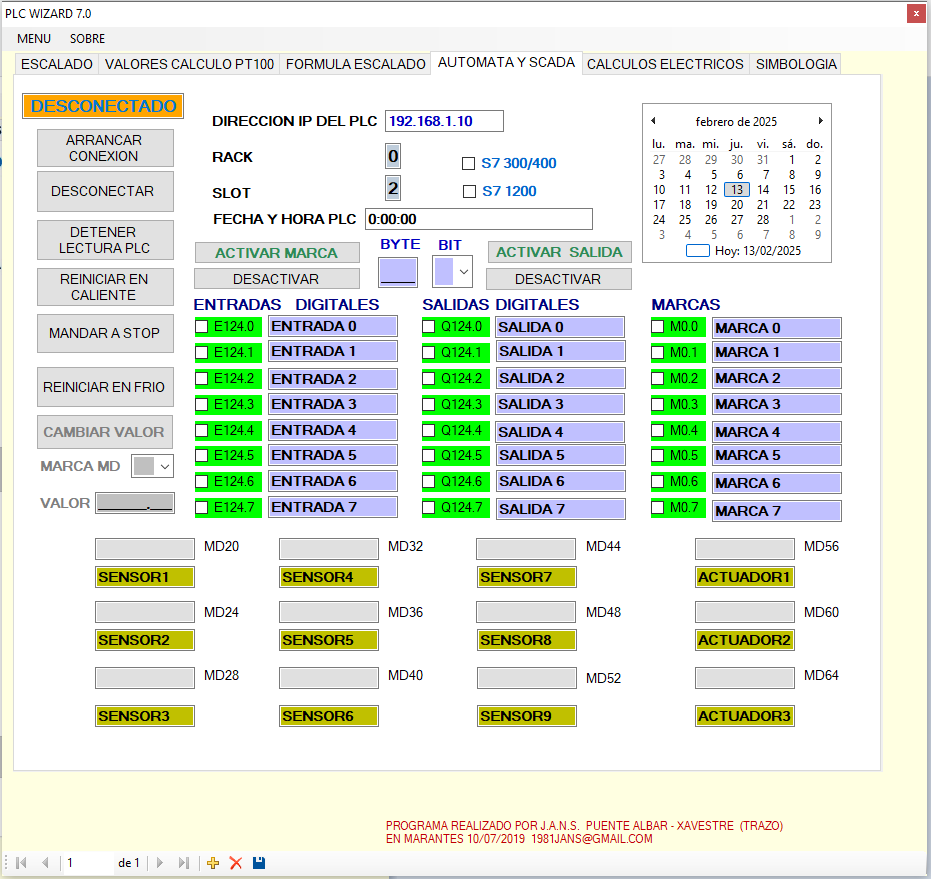 PLC WIZARD 7.0
MENU SOBRE
ESCALADO VALORES CALCULO PT100 FORMULA ESCALADO AUTOMATA Y SCADA CALCULOS ELECTRICOS SIMBOLOGIA
DESCONECTADO
ARRANCAR
CONEXION
DESCONECTAR
DETENER
LECTURA PLC
REINICIAR EN
CALIENTE
MANDAR A STOP
REINICIAR EN FRIO
CAMBIAR VALOR
MARCA MD
VALOR ______.___
DIRECCION IP DEL PLC 192.168.1.10
RACK 0 S7 300/400
SLOT 2 S7 1200
FECHA Y HORA PLC 0:00:00
febrero de 2025
lu. ma. mi. ju. vi. sá. do.
27 28 29 30 31 1 2
3 4 5 6 7 8 9
10 11 12 13 14 15 16
17 18 19 20 21 22 23
24 25 26 27 28 1 2
3 4 5 6 7 8 9
Hoy: 13/02/2025
ACTIVAR MARCA BYTE BIT ACTIVAR SALIDA
DESACTIVAR DESACTIVAR
ENTRADAS DIGITALES SALIDAS DIGITALES MARCAS
E124.0 ENTRADA 0 Q124.0 SALIDA 0 M0.0 MARCA 0
E124.1 ENTRADA 1 Q124.1 SALIDA 1 M0.1 MARCA 1
E124.2 ENTRADA 2 Q124.2 SALIDA 2 M0.2 MARCA 2
E124.3 ENTRADA 3 Q124.3 SALIDA 3 M0.3 MARCA 3
E124.4 ENTRADA 4 Q124.4 SALIDA 4 M0.4 MARCA 4
E124.5 ENTRADA 5 Q124.5 SALIDA 5 M0.5 MARCA 5
E124.6 ENTRADA 6 Q124.6 SALIDA 6 M0.6 MARCA 6
E124.7 ENTRADA 7 Q124.7 SALIDA 7 M0.7 MARCA 7
MD20 MD32 MD44 MD56
SENSOR1 SENSOR4 SENSOR7 ACTUADOR1
MD24 MD36 MD48 MD60
SENSOR2 SENSOR5 SENSOR8 ACTUADOR2
MD28 MD40 MD52 MD64
SENSOR3 SENSOR6 SENSOR9 ACTUADOR3
PROGRAMA REALIZADO POR J.A.N.S. PUENTE ALBAR - XAVESTRE (TRAZO)
EN MARANTES 10/07/2019 1981JANS@GMAIL.COM
1 de 1